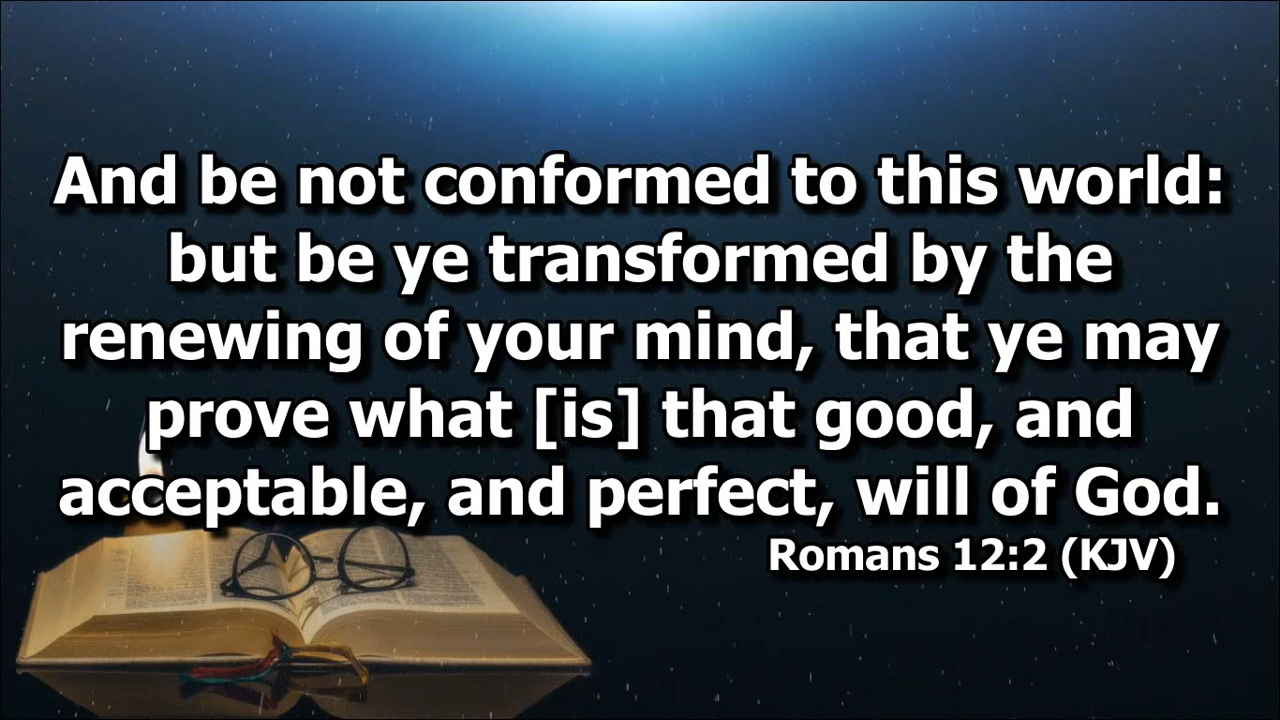 And be not conformed to this world:
but be ye transformed by the
renewing of your mind, that ye may
prove what [is] that good, and
acceptable, and perfect, will of God.
Romans 12:2 (KJV)